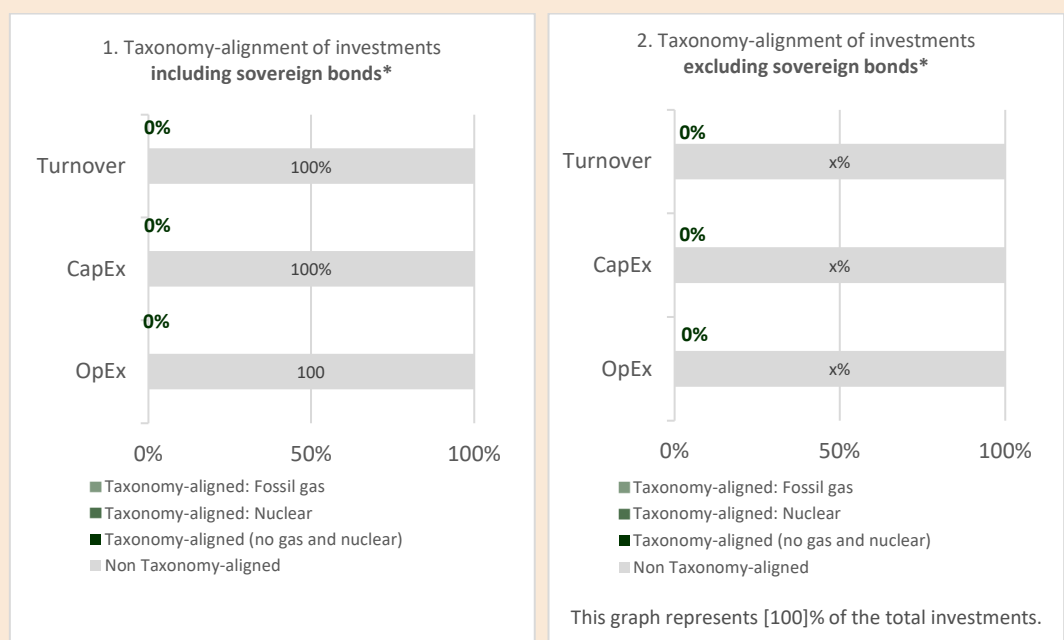 1. Taxonomy-alignment of investments
including sovereign bonds*
0%
Turnover
100%
0%
CapEx
100%
0%
OpEx
100
0%
50%
100%
Taxonomy-aligned: Fossil gas
Taxonomy-aligned: Nuclear
Taxonomy-aligned (no gas and nuclear)
Non Taxonomy-aligned
2. Taxonomy-alignment of investments
excluding sovereign bonds*
0%
Turnover
x%
0%
CapEx
x%
0%
OpEx
x%
0%
50%
100%
Taxonomy-aligned: Fossil gas
Taxonomy-aligned: Nuclear
Taxonomy-aligned (no gas and nuclear)
Non Taxonomy-aligned
This graph represents [100]% of the total investments.